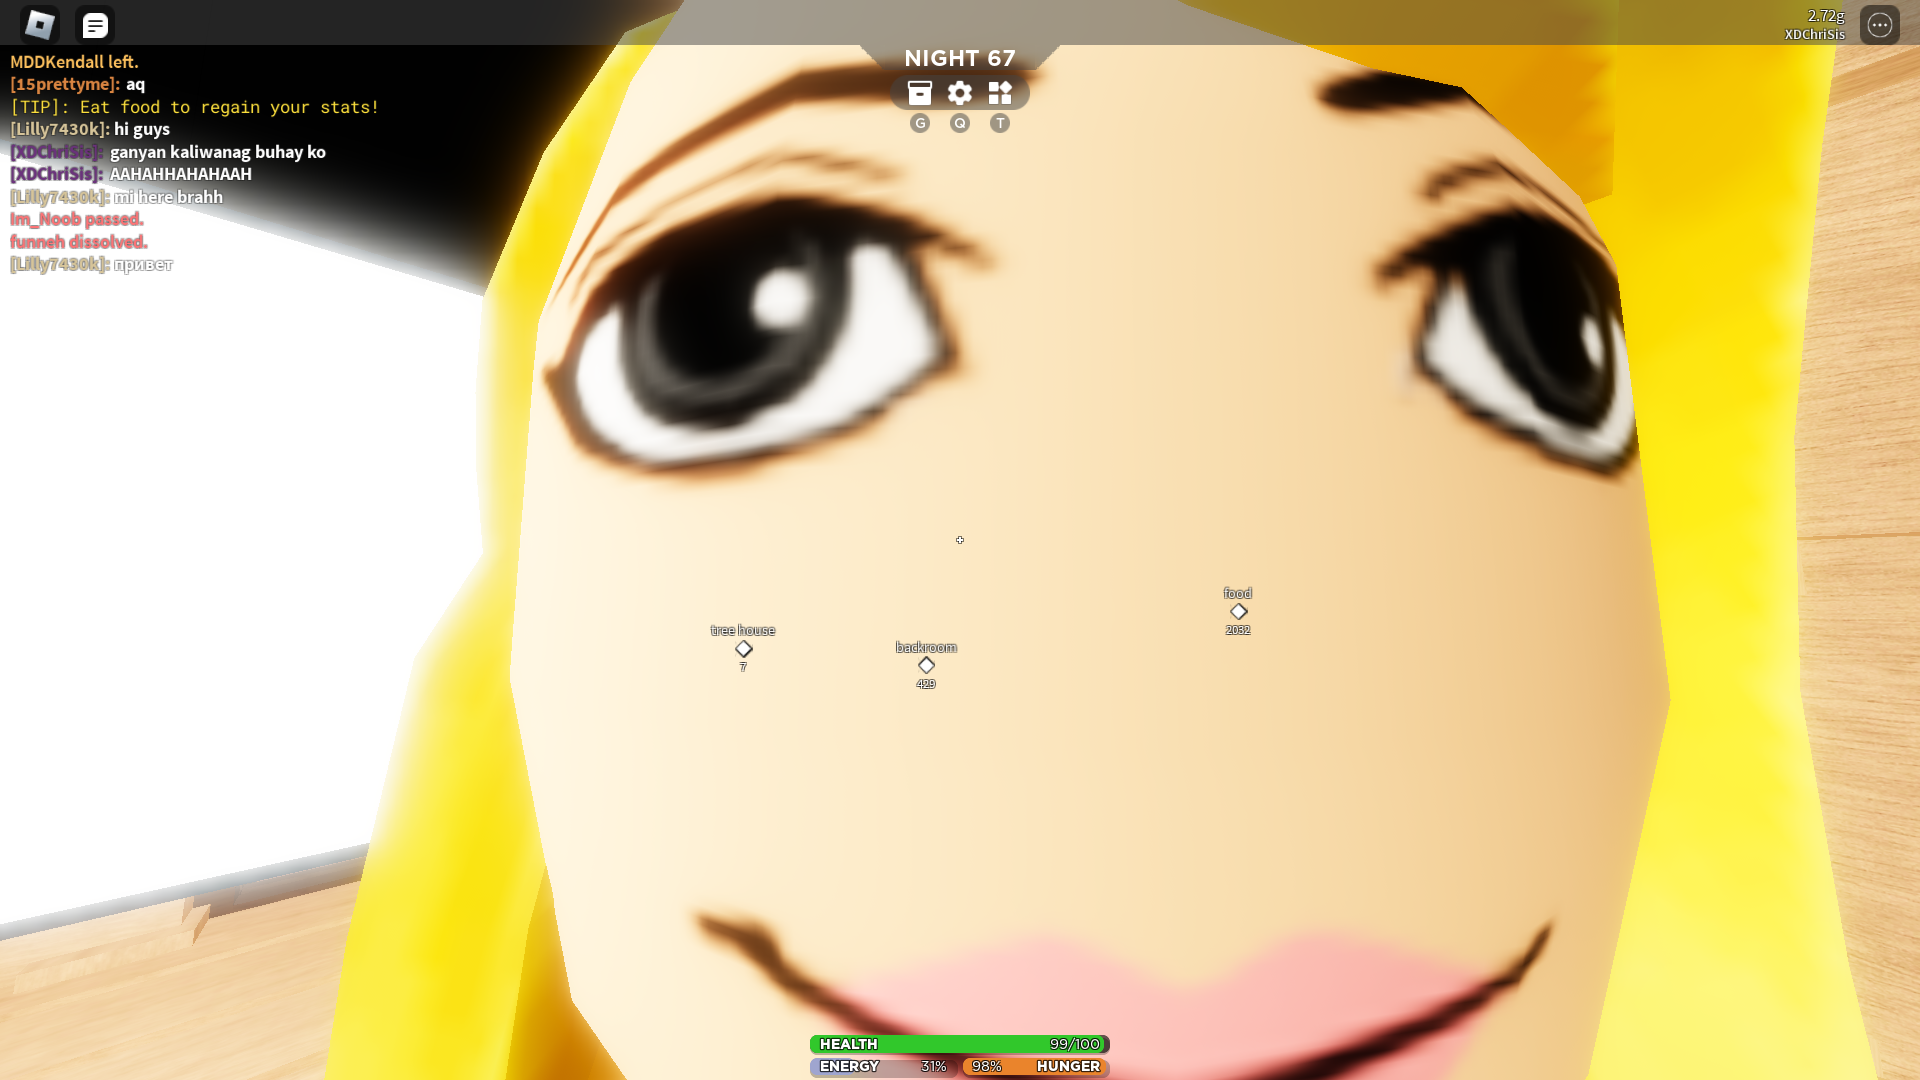 2.72g
XDChriSis
NIGHT 67
G
Q
T
MDDKendall left.
[15prettyme]: aq
[TIP]: Eat food to regain your stats!
[Lilly7430k]: hi guys
[XDChriSis]: ganyan kaliwanag buhay ko
[XDChriSis]: AAHAHHAHAHAAH
[Lilly7430k]: mi here brahh
Im_Noob passed.
funneh dissolved.
[Lilly7430k]: привет
food
2032
tree house
7
backroom
429
HEALTH 99/100
ENERGY 31% 98% HUNGER